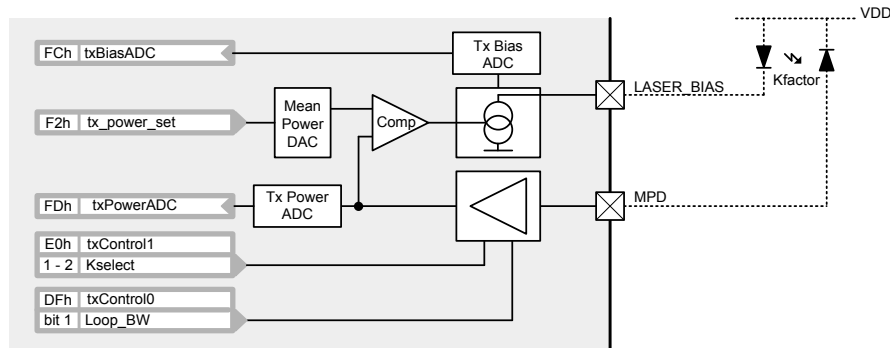 VDD
FCh txBiasADC
Tx Bias
ADC
Kfactor
LASER_BIAS
F2h tx_power_set
Mean
Power
DAC
Comp
FDh txPowerADC
Tx Power
ADC
MPD
E0h txControl1
1 - 2 Kselect
DFh txControl0
bit 1 Loop_BW